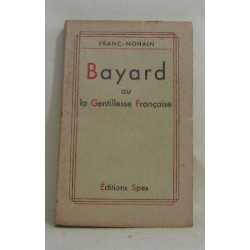 FRANC-NOHAIN
Bayard
ou
la Gentillesse Française
Éditions Spes